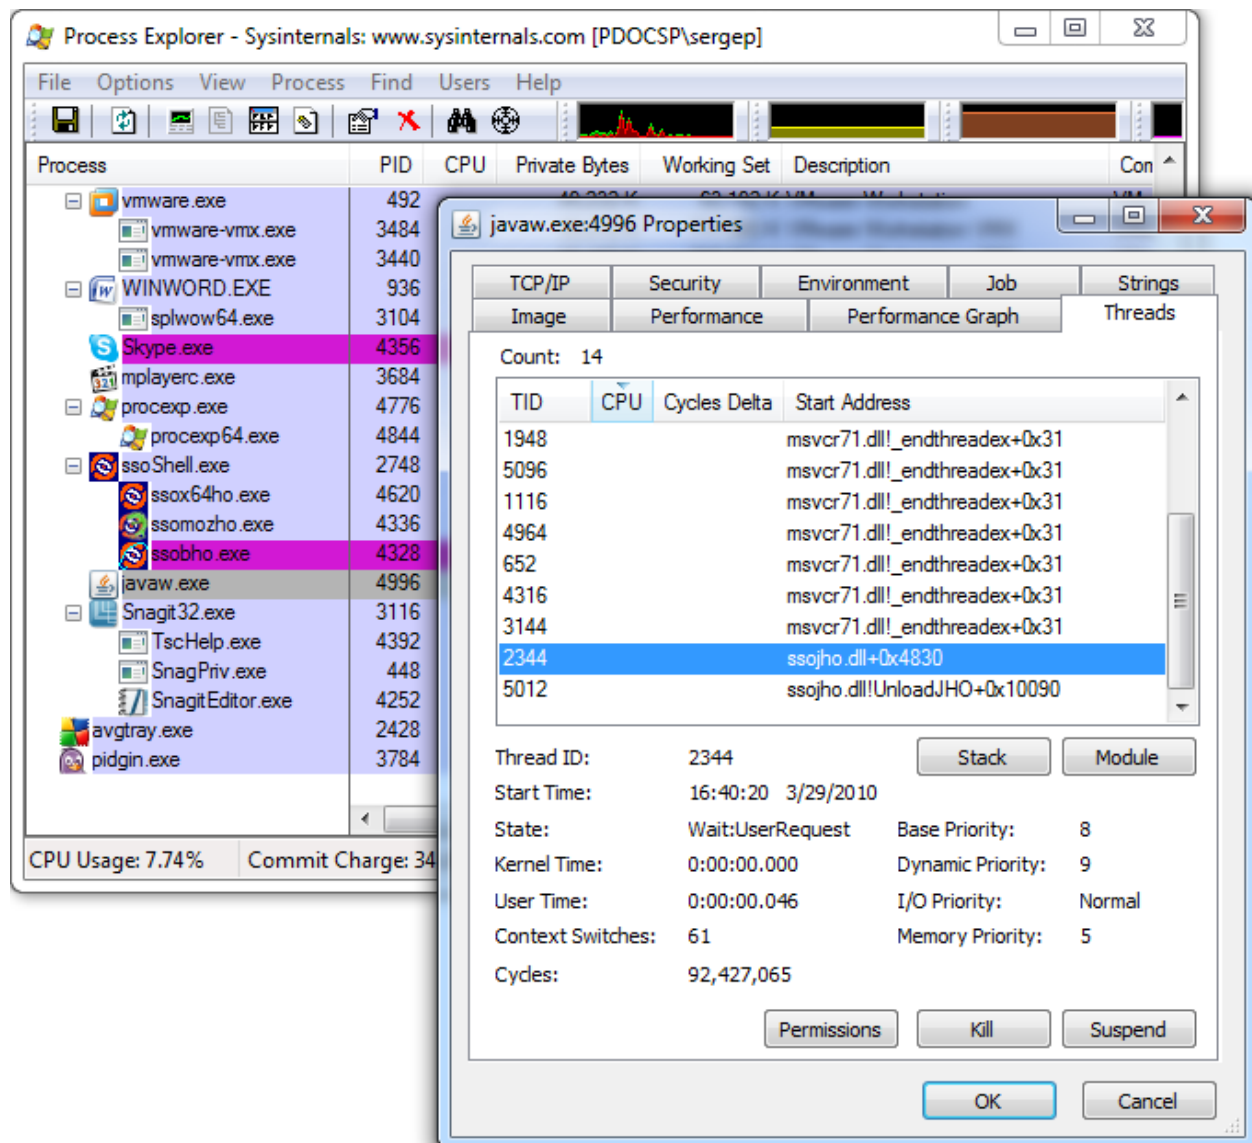 Process Explorer - Sysinternals: www.sysinternals.com [PDOCSP\sergep]
File Options View Process Find Users Help
Process PID CPU Private Bytes Working Set Description Con
vmware.exe 492
vmware-vmx.exe 3484
vmware-vmx.exe 3440
WINWORD.EXE 936
splwow64.exe 3104
Skype.exe 4356
mplayerc.exe 3684
procexp.exe 4776
procexp64.exe 4844
ssoShell.exe 2748
ssox64ho.exe 4620
ssomozho.exe 4336
ssobho.exe 4328
javaw.exe 4996
Snagit32.exe 3116
TscHelp.exe 4392
SnagPriv.exe 448
SnagitEditor.exe 4252
avgtray.exe 2428
pidgin.exe 3784
CPU Usage: 7.74% Commit Charge: 34
javaw.exe:4996 Properties
TCP/IP Security Environment Job Strings
Image Performance Performance Graph Threads
Count: 14
TID CPU Cycles Delta Start Address
1948 msvcr71.dll!_endthreadex+0x31
5096 msvcr71.dll!_endthreadex+0x31
1116 msvcr71.dll!_endthreadex+0x31
4964 msvcr71.dll!_endthreadex+0x31
652 msvcr71.dll!_endthreadex+0x31
4316 msvcr71.dll!_endthreadex+0x31
3144 msvcr71.dll!_endthreadex+0x31
2344 ssojho.dll+0x4830
5012 ssojho.dll!UnloadJHO+0x10090
Thread ID: 2344 Stack Module
Start Time: 16:40:20 3/29/2010
State: Wait:UserRequest Base Priority: 8
Kernel Time: 0:00:00.000 Dynamic Priority: 9
User Time: 0:00:00.046 I/O Priority: Normal
Context Switches: 61 Memory Priority: 5
Cycles: 92,427,065
Permissions Kill Suspend
OK Cancel